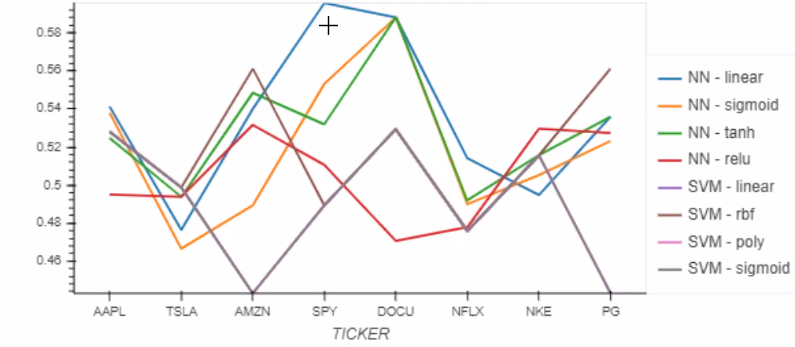 0.58
0.56
0.54
0.52
0.5
0.48
0.46
AAPL TSLA AMZN SPY DOCU NFLX NKE PG
TICKER
NN - linear
NN - sigmoid
NN - tanh
NN - relu
SVM - linear
SVM - rbf
SVM - poly
SVM - sigmoid